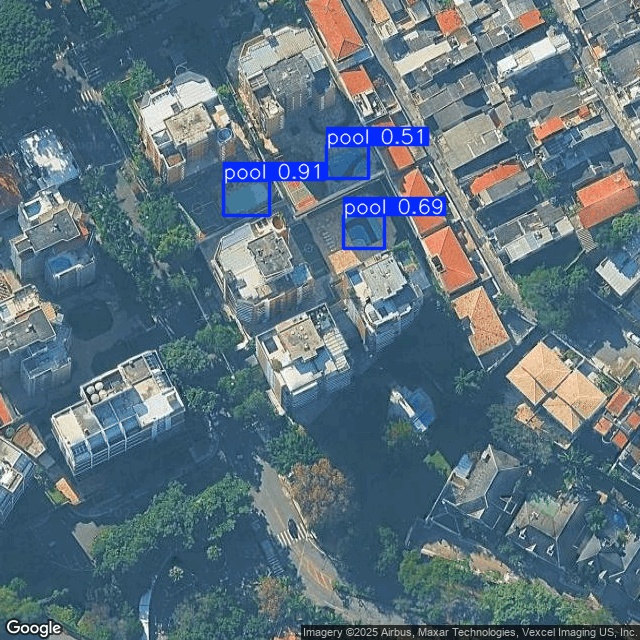 pool 0.51
pool 0.91
pool 0.69
Google
Imagery ©2025 Airbus, Maxar Technologies, Vexcel Imaging US, Inc.